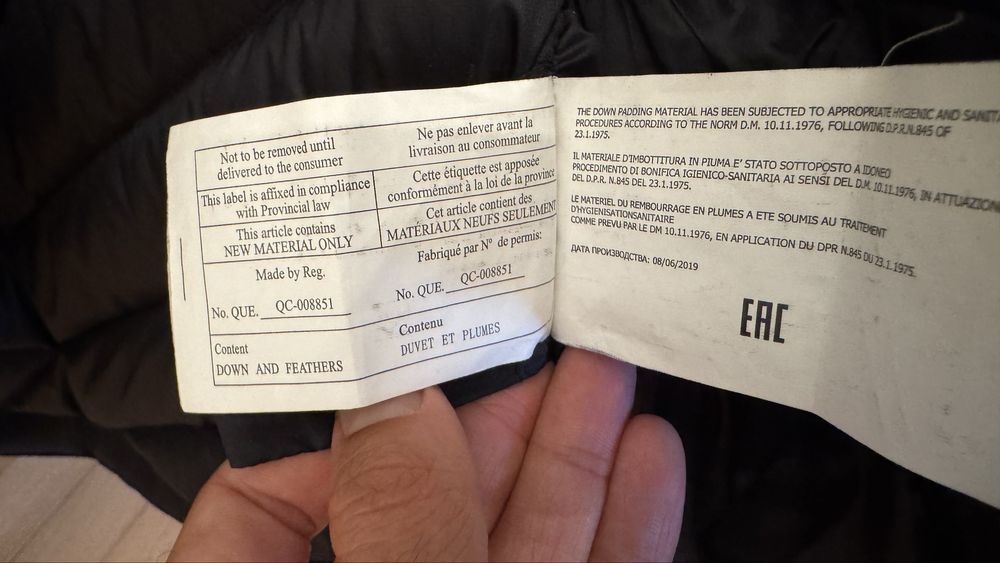 Not to be removed until
delivered to the consumer
Ne pas enlever avant la
livraison au consommateur
This label is affixed in compliance
with Provincial law
Cette étiquette est apposée
conformément à la loi de la province
This article contains
NEW MATERIAL ONLY
Cet article contient des
MATÉRIAUX NEUFS SEULEMENT
Made by Reg.
No. QUE. QC-008851
Fabriqué par Nº de permis:
No. QUE. QC-008851
Content
DOWN AND FEATHERS
Contenu
DUVET ET PLUMES
THE DOWN PADDING MATERIAL HAS BEEN SUBJECTED TO APPROPRIATE HYGIENIC AND SANITA
PROCEDURES ACCORDING TO THE NORM D.M. 10.11.1976, FOLLOWING D.P.R.N.845 OF
23.1.1975.
IL MATERIALE D'IMBOTTITURA IN PIUMA E' STATO SOTTOPOSTO A IDONEO
PROCEDIMENTO DI BONIFICA IGIENICO-SANITARIA AI SENSI DEL D.M. 10.11.1976, IN ATTUAZION
DEL D.P.R. N.845 DEL 23.1.1975.
LE MATERIEL DU REMBOURRAGE EN PLUMES A ETE SOUMIS AU TRAITEMENT
D'HYGIENISATIONSANITAIRE
COMME PREVU PAR LE DM 10.11.1976, EN APPLICATION DU DPR N.845 DU 23.1.1975.
ДАТА ПРОИЗВОДСТВА: 08/06/2019
EAC